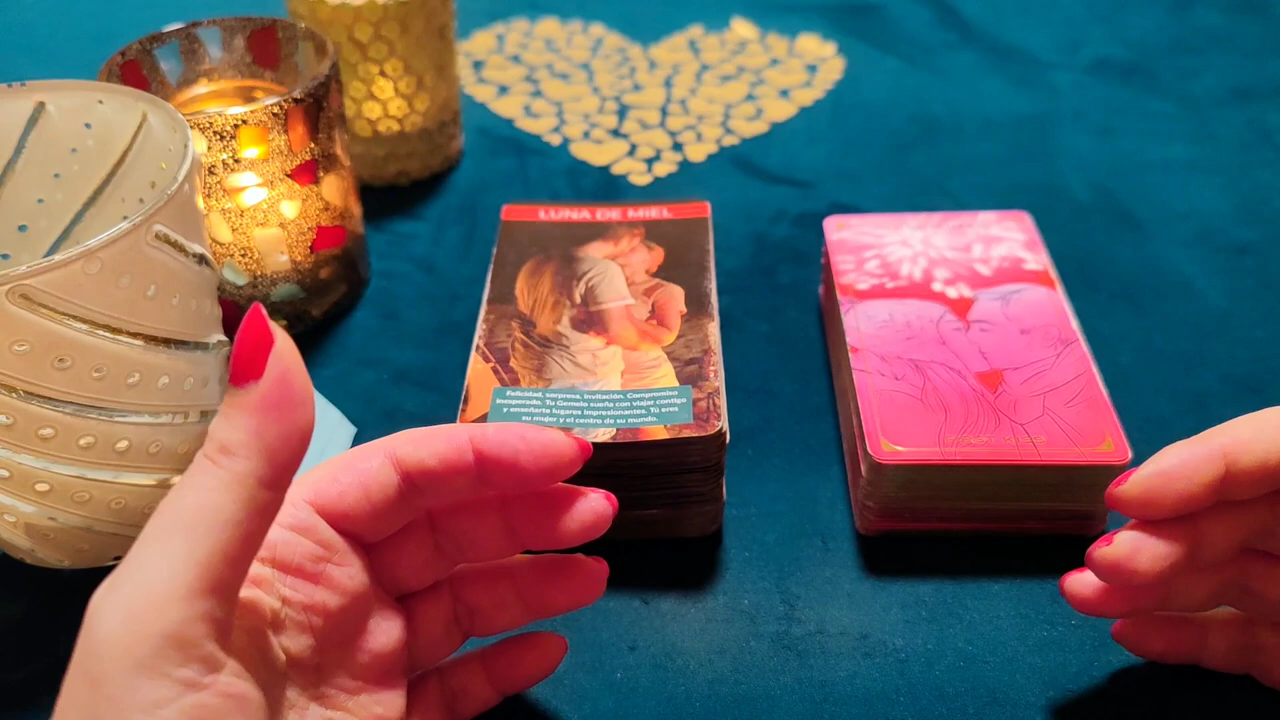 LUNA DE MIEL
Felicidad, sorpresa, invitación. Compromiso
inesperado. Tu Gemelo sueña con viajar contigo
y enseñarte lugares impresionantes. Tú eres
su mujer y el centro de su mundo.